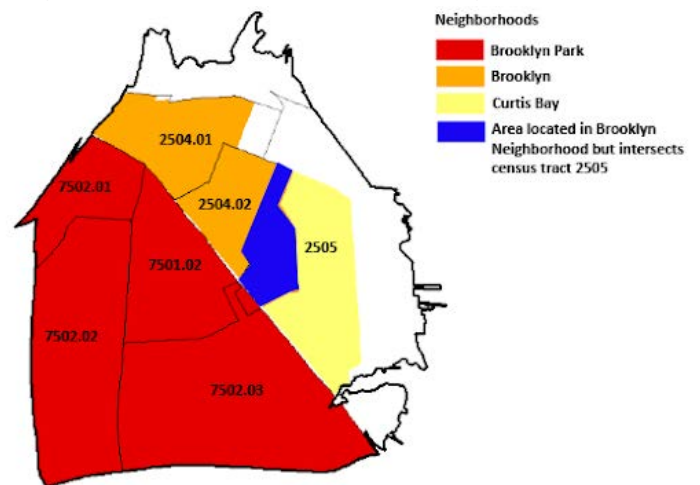 Neighborhoods
Brooklyn Park
Brooklyn
Curtis Bay
Area located in Brooklyn
Neighborhood but intersects
census tract 2505
2504.01
7502.01
2504.02
2505
7501.02
7502.02
7502.03